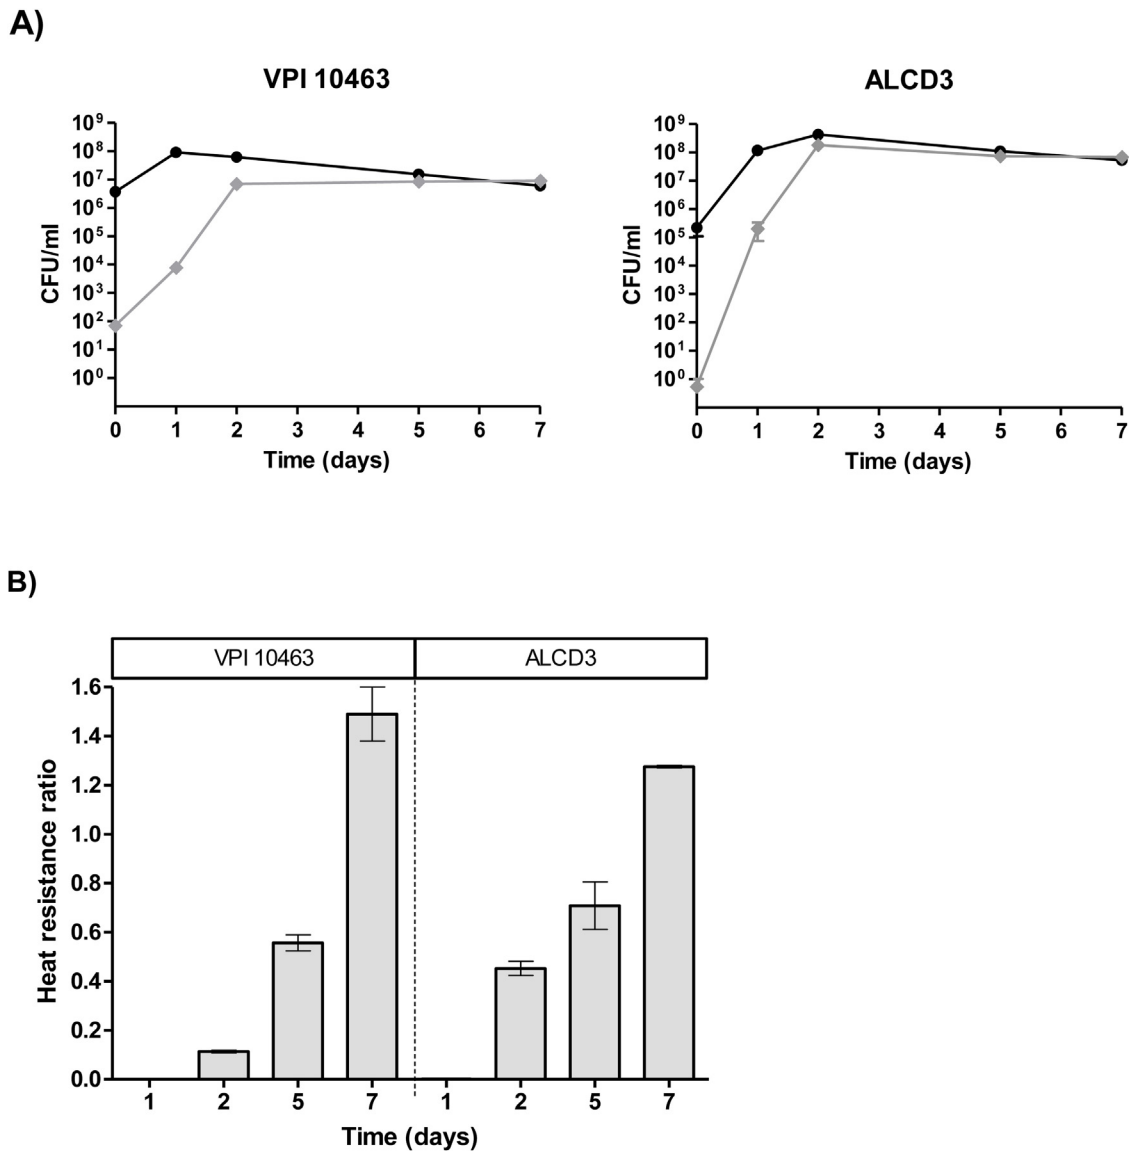 A)
VPI 10463
10⁹
10⁸
10⁷
10⁶
10⁵
10⁴
10³
10²
10¹
10⁰
CFU/ml
0 1 2 3 4 5 6 7
Time (days)
ALCD3
10⁹
10⁸
10⁷
10⁶
10⁵
10⁴
10³
10²
10¹
10⁰
CFU/ml
0 1 2 3 4 5 6 7
Time (days)
B)
VPI 10463 ALCD3
1.6
1.4
1.2
1.0
0.8
0.6
0.4
0.2
0.0
Heat resistance ratio
1 2 5 7 1 2 5 7
Time (days)